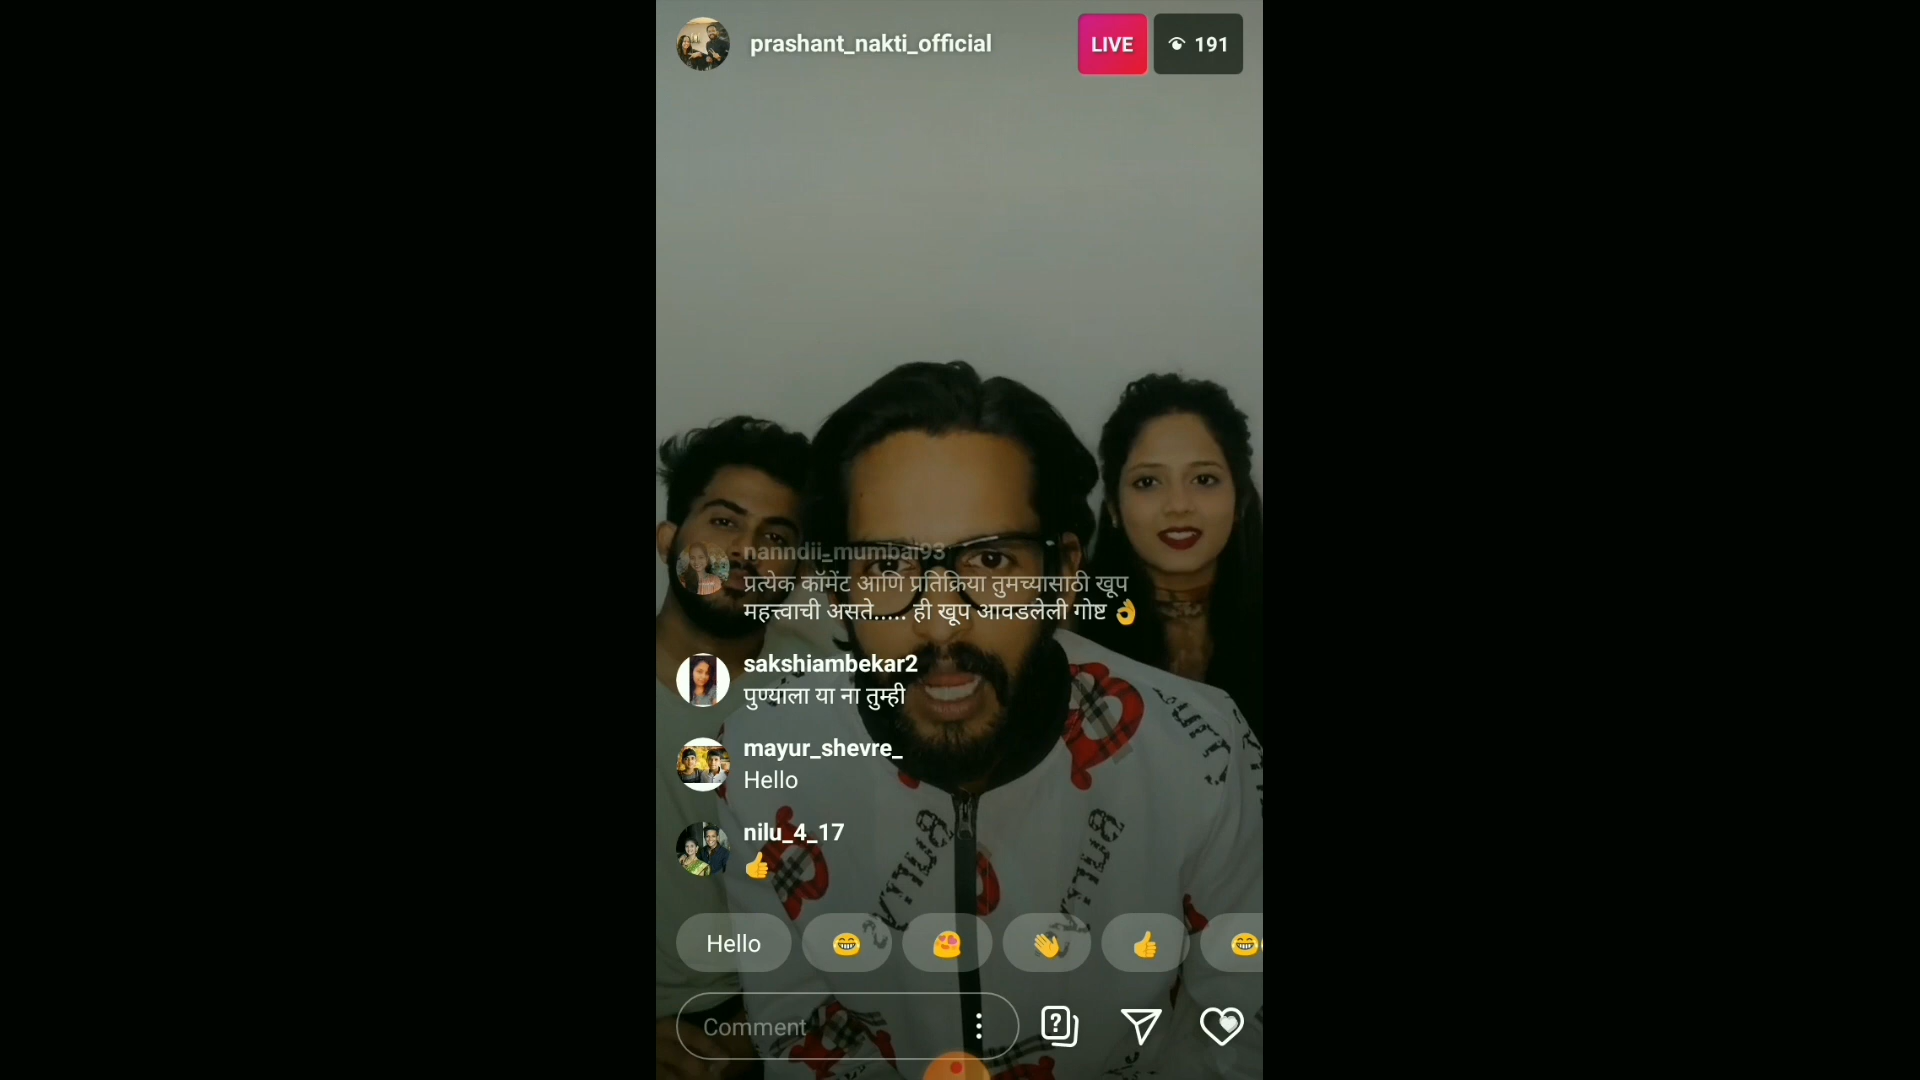 prashant_nakti_official
LIVE
191
nanndii_mumbai93
प्रत्येक कॉमेंट आणि प्रतिक्रिया तुमच्यासाठी खूप
महत्त्वाची असते..... ही खूप आवडलेली गोष्ट 👌
sakshiambekar2
पुण्याला या ना तुम्ही
mayur_shevre_
Hello
nilu_4_17
👍
Hello 😂 😍 👋 👍 😂
Comment